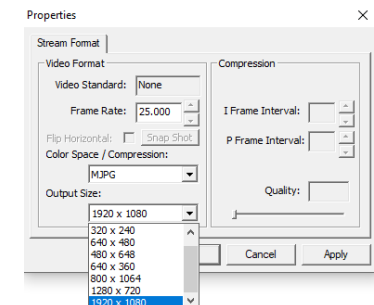 Properties
Stream Format
Video Format
Compression
Video Standard: None
Frame Rate: 25.000
I Frame Interval:
Flip Horizontal: Snap Shot
P Frame Interval:
Color Space / Compression:
MJPG
Output Size:
Quality:
1920 x 1080
320 x 240
640 x 480
480 x 648
640 x 360
800 x 1064
1280 x 720
1920 x 1080
Cancel
Apply